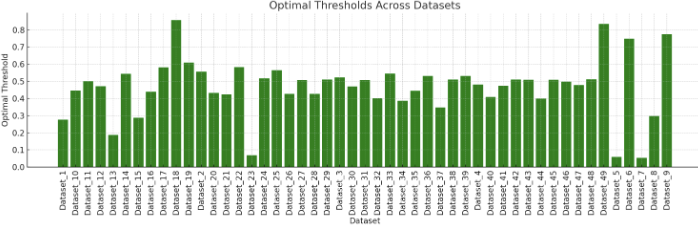 Optimal Thresholds Across Datasets
Optimal Threshold
0.8
0.7
0.6
0.5
0.4
0.3
0.2
0.1
0.0
Dataset_1
Dataset_10
Dataset_11
Dataset_12
Dataset_13
Dataset_14
Dataset_15
Dataset_16
Dataset_17
Dataset_18
Dataset_19
Dataset_2
Dataset_20
Dataset_21
Dataset_22
Dataset_23
Dataset_24
Dataset_25
Dataset_26
Dataset_27
Dataset_28
Dataset_29
Dataset_3
Dataset_30
Dataset_31
Dataset_32
Dataset_33
Dataset_34
Dataset_35
Dataset_36
Dataset_37
Dataset_38
Dataset_39
Dataset_4
Dataset_40
Dataset_41
Dataset_42
Dataset_43
Dataset_44
Dataset_45
Dataset_46
Dataset_47
Dataset_48
Dataset_49
Dataset_5
Dataset_6
Dataset_7
Dataset_8
Dataset_9
Dataset